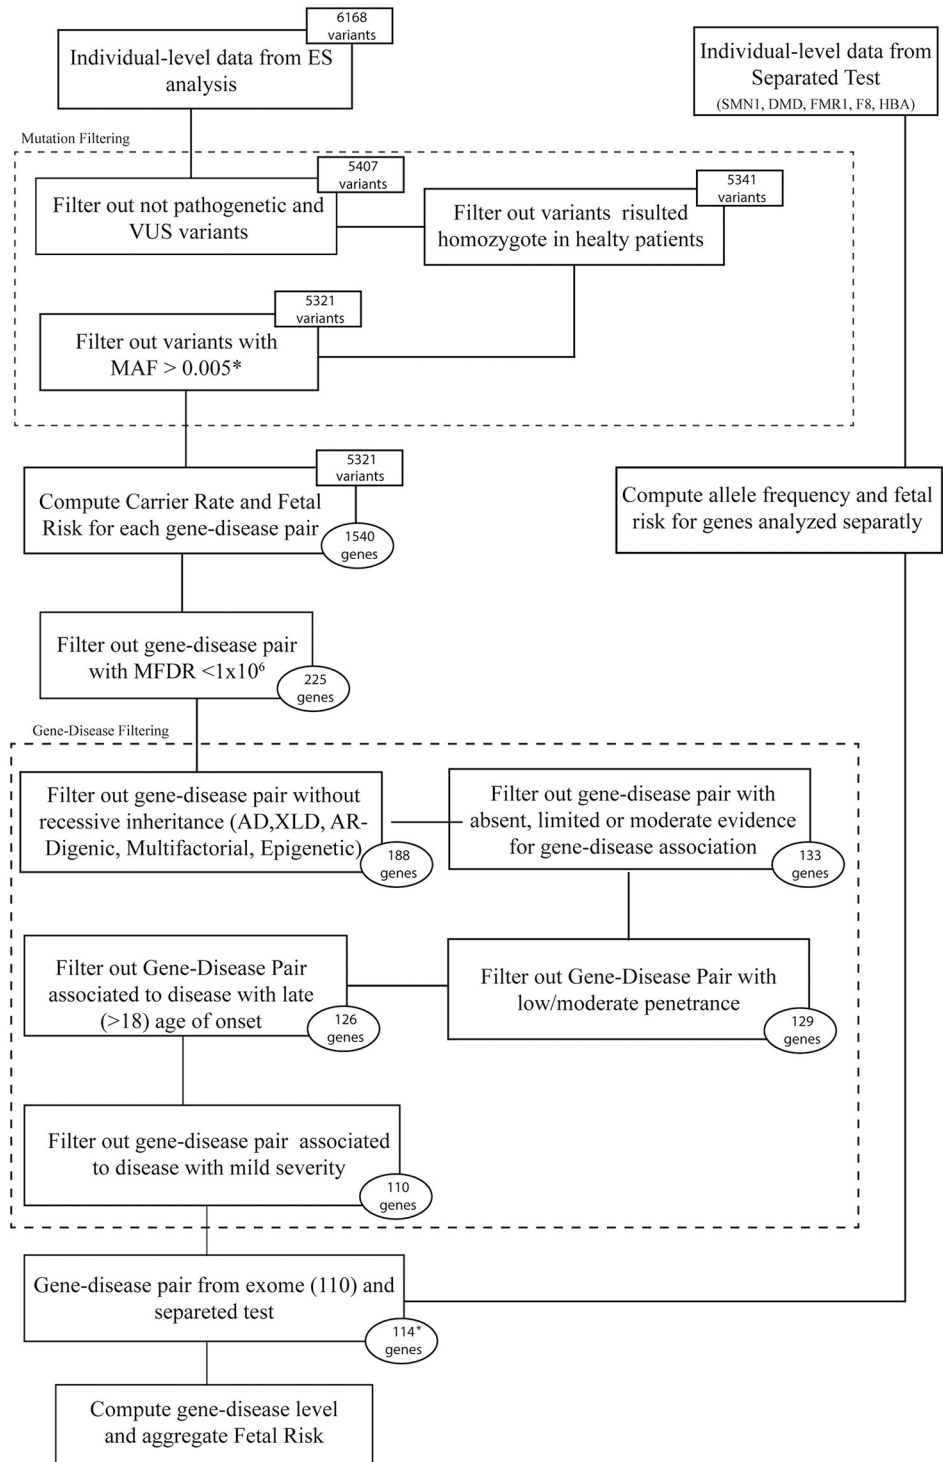 6168
variants
Individual-level data from ES
analysis
Individual-level data from
Separated Test
(SMN1, DMD, FMR1, F8, HBA)
Mutation Filtering
5407
variants
Filter out not pathogenetic and
VUS variants
5341
variants
Filter out variants risulted
homozygote in healty patients
5321
variants
Filter out variants with
MAF > 0.005*
5321
variants
Compute Carrier Rate and Fetal
Risk for each gene-disease pair
1540
genes
Compute allele frequency and fetal
risk for genes analyzed separatly
Filter out gene-disease pair
with MFDR <1x10⁶
225
genes
Gene-Disease Filtering
Filter out gene-disease pair without
recessive inheritance (AD,XLD, AR-
Digenic, Multifactorial, Epigenetic)
188
genes
Filter out gene-disease pair with
absent, limited or moderate evidence
for gene-disease association
133
genes
Filter out Gene-Disease Pair
associated to disease with late
(>18) age of onset
126
genes
Filter out Gene-Disease Pair with
low/moderate penetrance
129
genes
Filter out gene-disease pair associated
to disease with mild severity
110
genes
Gene-disease pair from exome (110) and
separeted test
114*
genes
Compute gene-disease level
and aggregate Fetal Risk